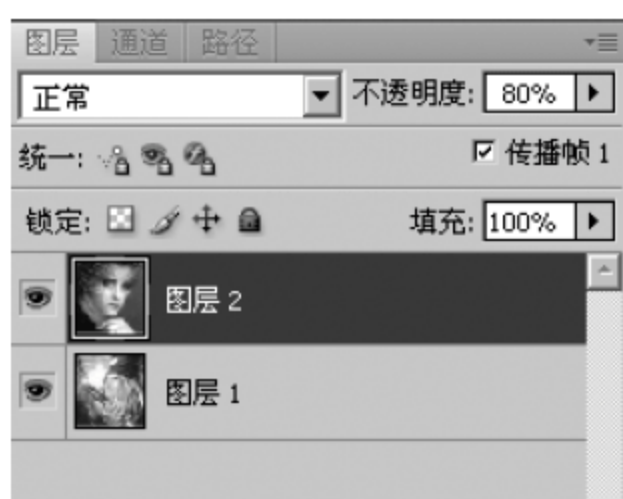 图层 通道 路径
正常 不透明度: 80%
统一: 传播帧 1
锁定: 填充: 100%
图层 2
图层 1